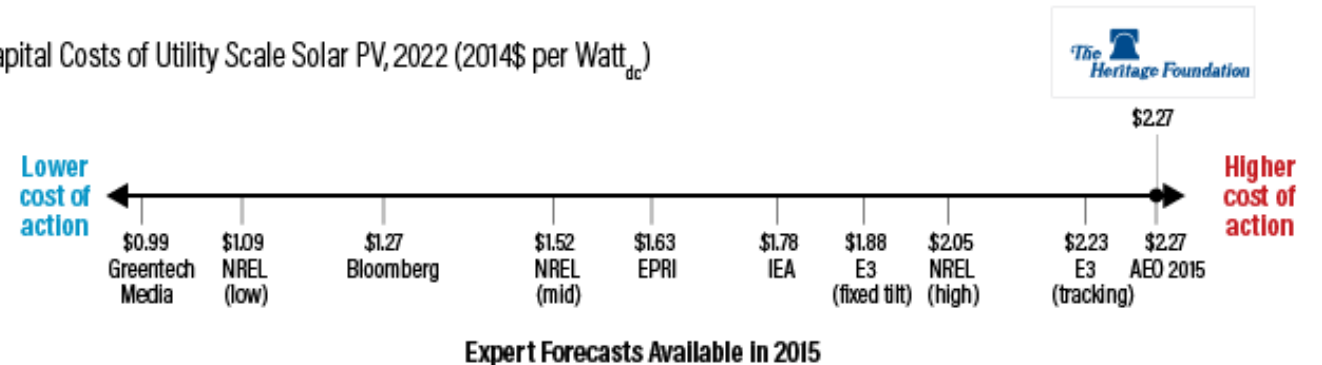 apital Costs of Utility Scale Solar PV, 2022 (2014$ per Watt dc)
The
Heritage Foundation
$2.27
Lower
cost of
action
Higher
cost of
action
$0.99
Greentech
Media
$1.09
NREL
(low)
$1.27
Bloomberg
$1.52
NREL
(mid)
$1.63
EPRI
$1.78
IEA
$1.88
E3
(fixed tilt)
$2.05
NREL
(high)
$2.23
E3
(tracking)
$2.27
AEO 2015
Expert Forecasts Available in 2015